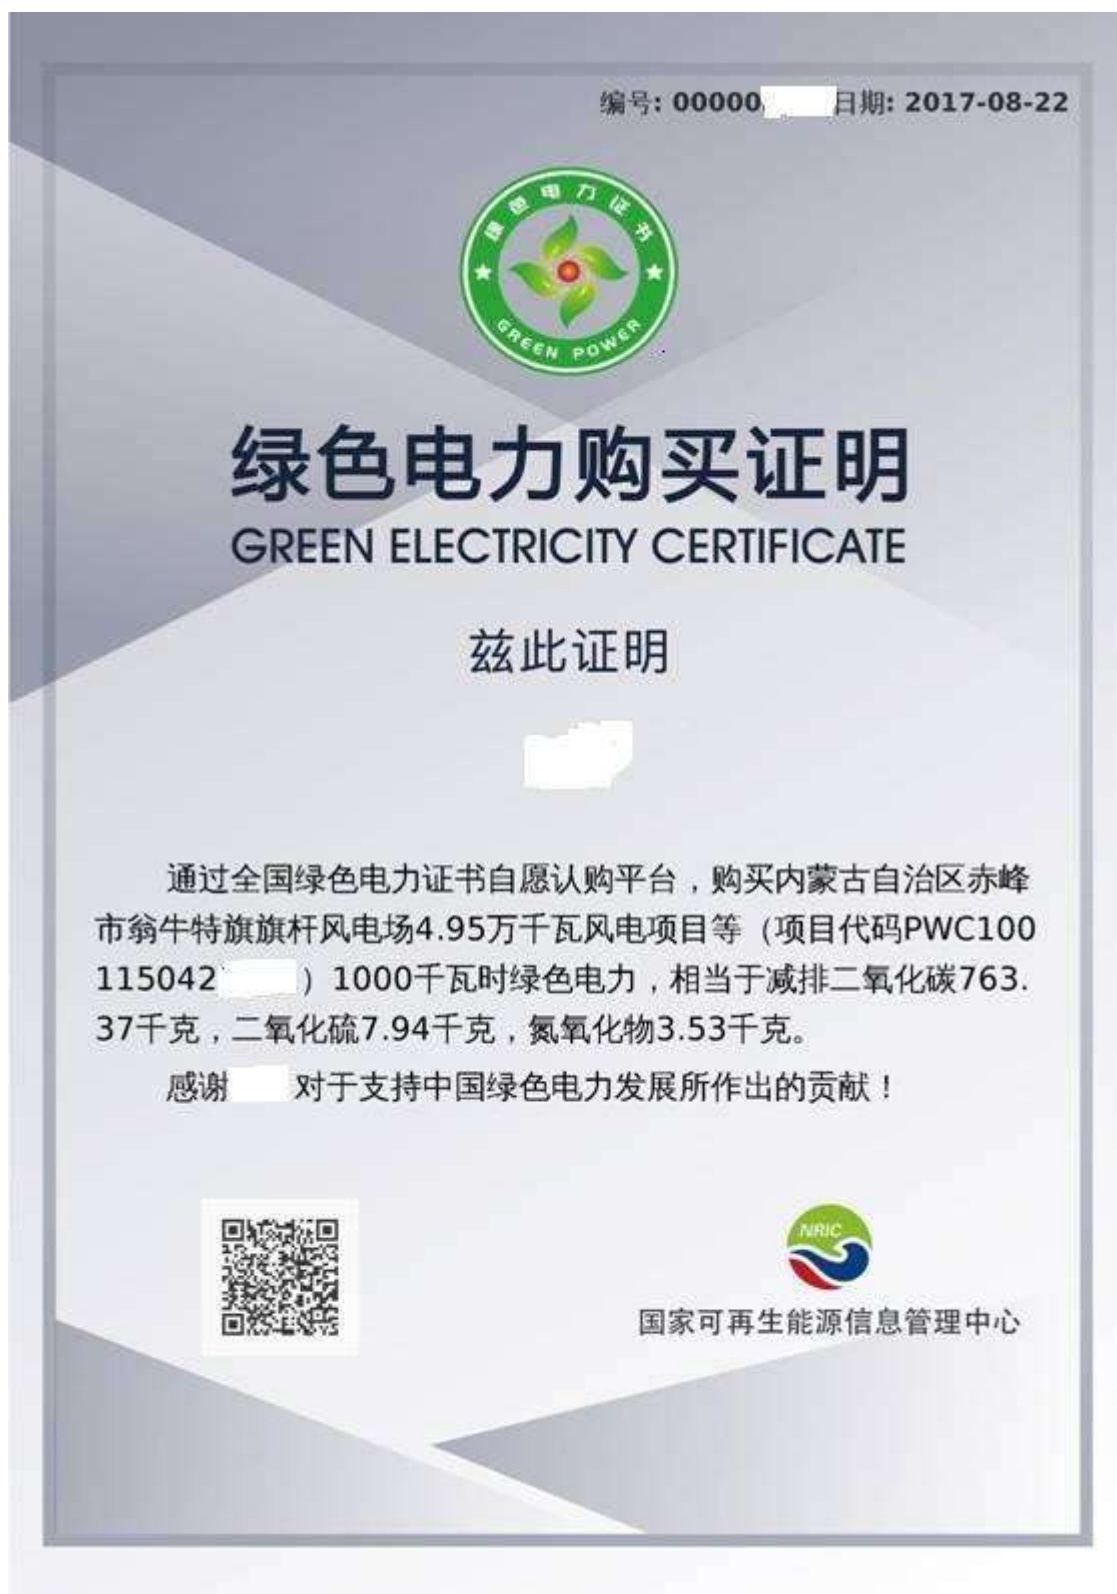 编号: 00000 日期: 2017-08-22
绿色电力证书
GREEN POWER
绿色电力购买证明
GREEN ELECTRICITY CERTIFICATE
兹此证明
通过全国绿色电力证书自愿认购平台，购买内蒙古自治区赤峰
市翁牛特旗旗杆风电场4.95万千瓦风电项目等（项目代码PWC100
115042 ）1000千瓦时绿色电力，相当于减排二氧化碳763.
37千克，二氧化硫7.94千克，氮氧化物3.53千克。
感谢 对于支持中国绿色电力发展所作出的贡献！
NRIC
国家可再生能源信息管理中心